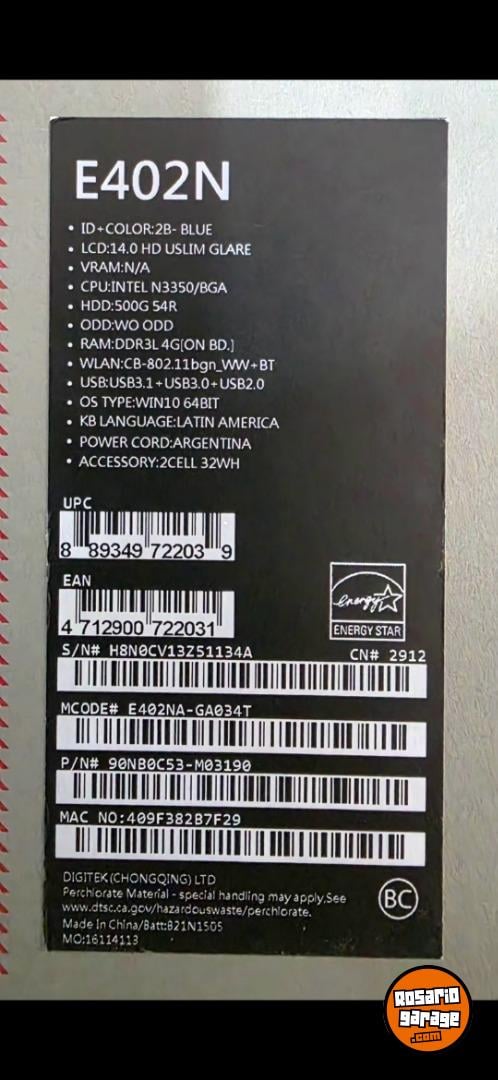 E402N
• ID+COLOR:2B- BLUE
• LCD:14.0 HD USLIM GLARE
• VRAM:N/A
• CPU:INTEL N3350/BGA
• HDD:500G 54R
• ODD:WO ODD
• RAM:DDR3L 4G[ON BD.]
• WLAN:CB-802.11bgn_WW+BT
• USB:USB3.1+USB3.0+USB2.0
• OS TYPE:WIN10 64BIT
• KB LANGUAGE:LATIN AMERICA
• POWER CORD:ARGENTINA
• ACCESSORY:2CELL 32WH
UPC
8 89349 72203 9
EAN
4 712900 722031
energy
ENERGY STAR
S/N# H8N0CV13Z51134A CN# 2912
MCODE# E402NA-GA034T
P/N# 90NB0C53-M03190
MAC NO:409F382B7F29
DIGITEK(CHONGQING) LTD
Perchlorate Material - special handling may apply,See
www.dtsc.ca.gov/hazardouswaste/perchlorate.
Made In China/Batt:B21N1505
MO:16114113
BC
Rosario
garage
.com